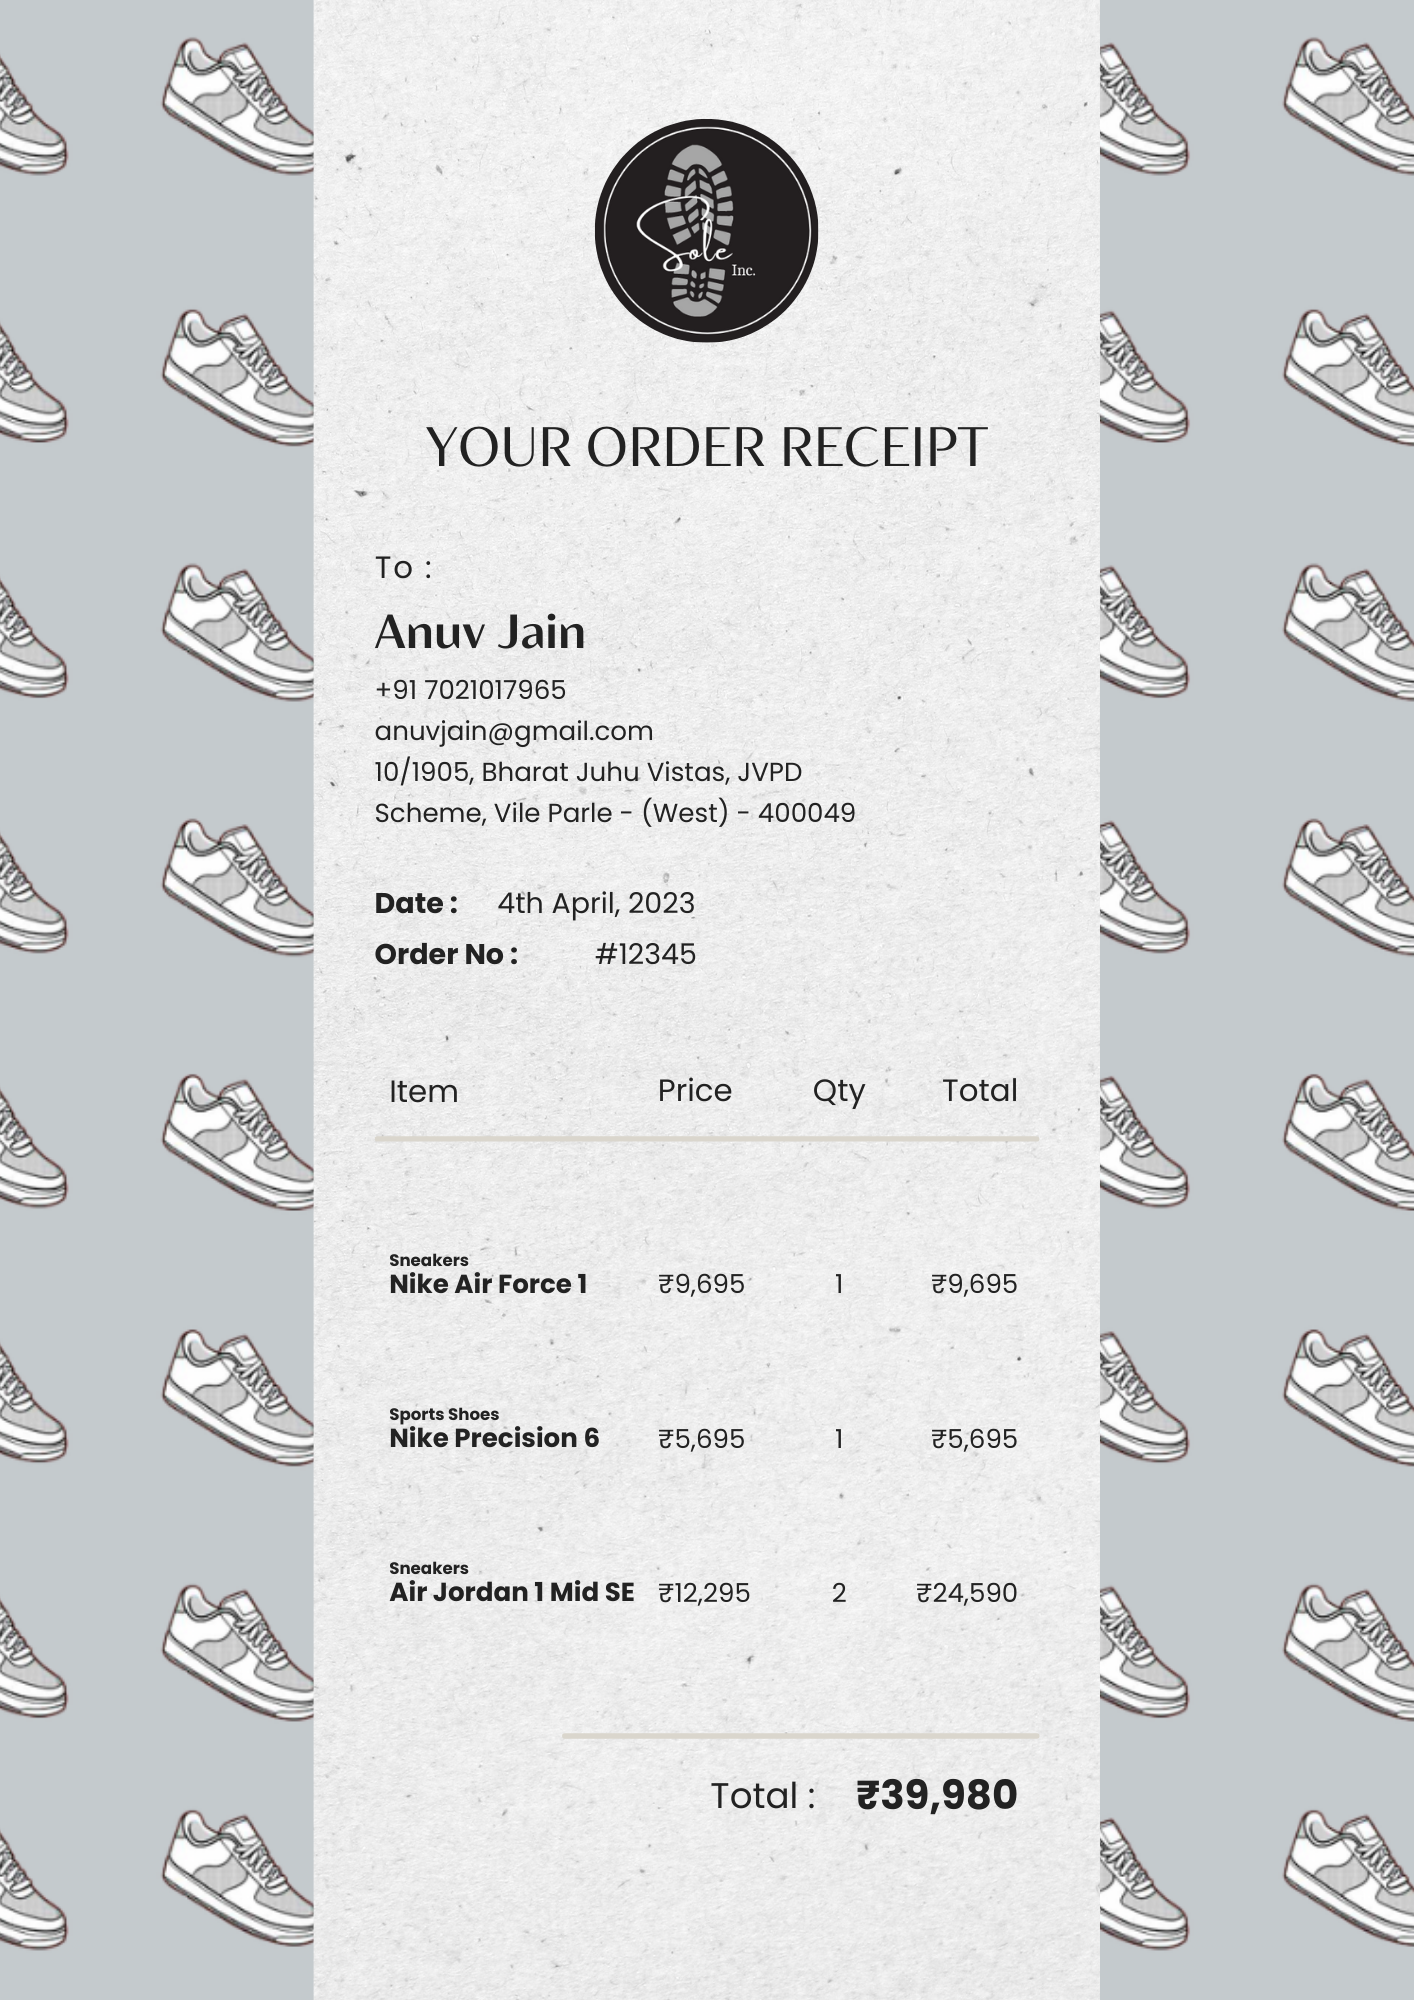 Sole
Inc.
YOUR ORDER RECEIPT
To :
Anuv Jain
+91 7021017965
anuvjain@gmail.com
10/1905, Bharat Juhu Vistas, JVPD
Scheme, Vile Parle - (West) - 400049
Date : 4th April, 2023
Order No : #12345
Item Price Qty Total
Sneakers
Nike Air Force 1 ₹9,695 1 ₹9,695
Sports Shoes
Nike Precision 6 ₹5,695 1 ₹5,695
Sneakers
Air Jordan 1 Mid SE ₹12,295 2 ₹24,590
Total : ₹39,980